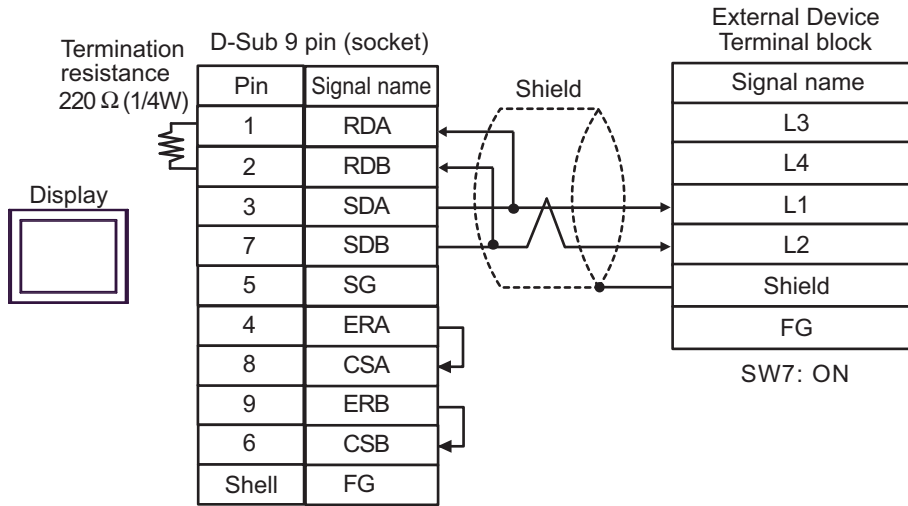 External Device
Terminal block
Termination
resistance
220 Ω (1/4W)
D-Sub 9 pin (socket)
Shield
Display
Pin Signal name
1 RDA
2 RDB
3 SDA
7 SDB
5 SG
4 ERA
8 CSA
9 ERB
6 CSB
Shell FG
Signal name
L3
L4
L1
L2
Shield
FG
SW7: ON